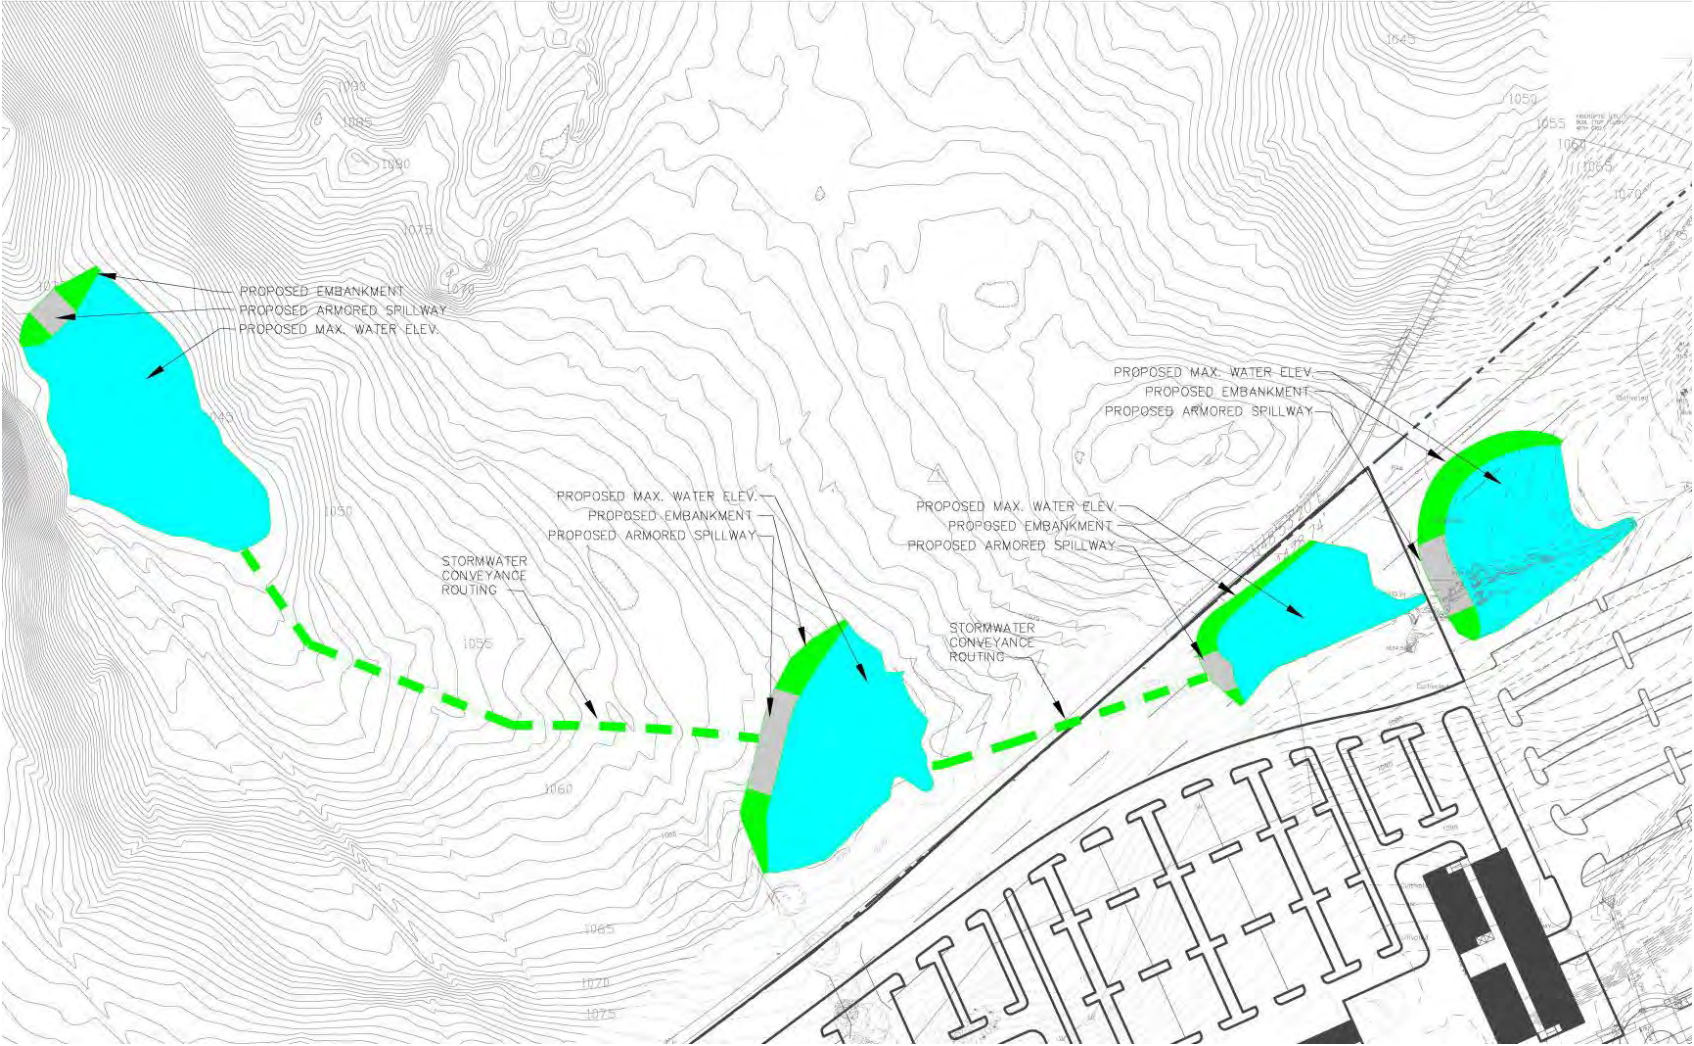 1045
1050
1055
1060
1065
1070
1090
1085
1080
1075
1070
PROPOSED EMBANKMENT
PROPOSED ARMORED SPILLWAY
PROPOSED MAX. WATER ELEV.
1045
PROPOSED MAX. WATER ELEV.
PROPOSED EMBANKMENT
PROPOSED ARMORED SPILLWAY
1050
PROPOSED MAX. WATER ELEV.
PROPOSED EMBANKMENT
PROPOSED ARMORED SPILLWAY
PROPOSED MAX. WATER ELEV.
PROPOSED EMBANKMENT
PROPOSED ARMORED SPILLWAY
STORMWATER
CONVEYANCE
ROUTING
STORMWATER
CONVEYANCE
ROUTING
1055
1060
1065
1070
1075